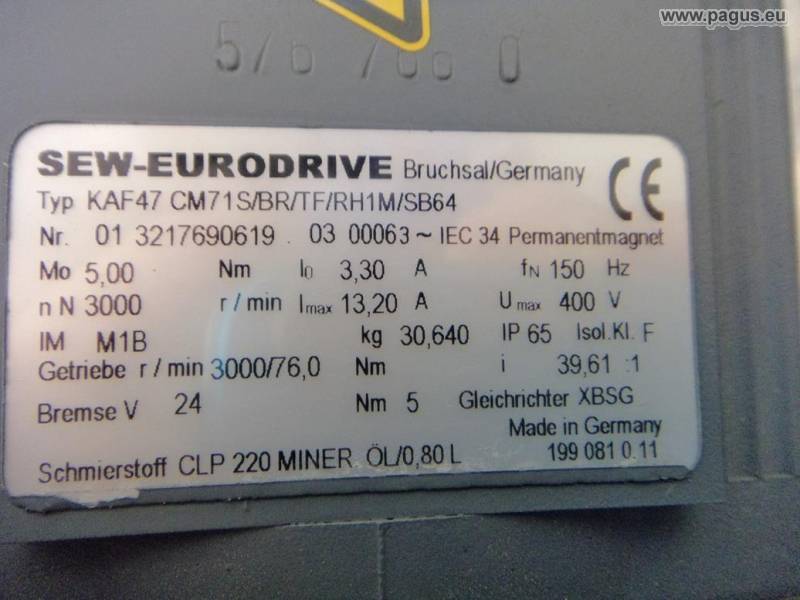 www.pagus.eu
576 766 0
SEW-EURODRIVE Bruchsal/Germany
CE
Typ KAF47 CM71S/BR/TF/RH1M/SB64
Nr. 01 3217690619 . 03 00063 ~ IEC 34 Permanentmagnet
Mo 5,00 Nm I0 3,30 A fN 150 Hz
n N 3000 r / min Imax 13,20 A Umax 400 V
IM M1B kg 30,640 IP 65 Isol.Kl. F
Getriebe r / min 3000/76,0 Nm i 39,61 :1
Bremse V 24 Nm 5 Gleichrichter XBSG
Made in Germany
Schmierstoff CLP 220 MINER. ÖL/0,80 L 199 081 0.11